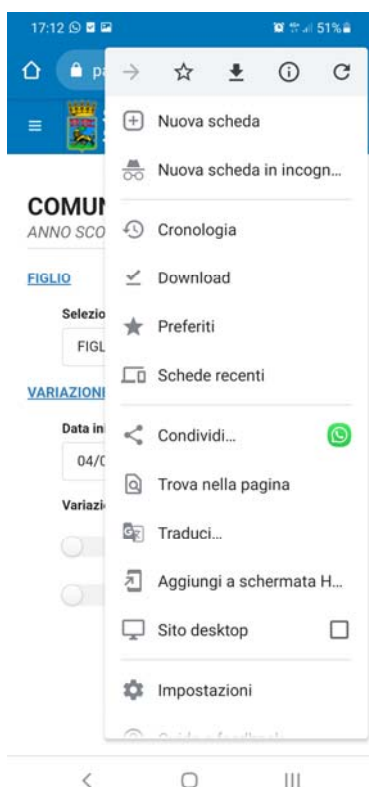 17:12 51%
pa
Nuova scheda
Nuova scheda in incogn...
COMUN
ANNO SCO
Cronologia
FIGLIO
Download
Selezio
Preferiti
FIGL
Schede recenti
VARIAZIONI
Data ini
Condividi...
04/0
Trova nella pagina
Variazi
Traduci...
Aggiungi a schermata H...
Sito desktop
Impostazioni